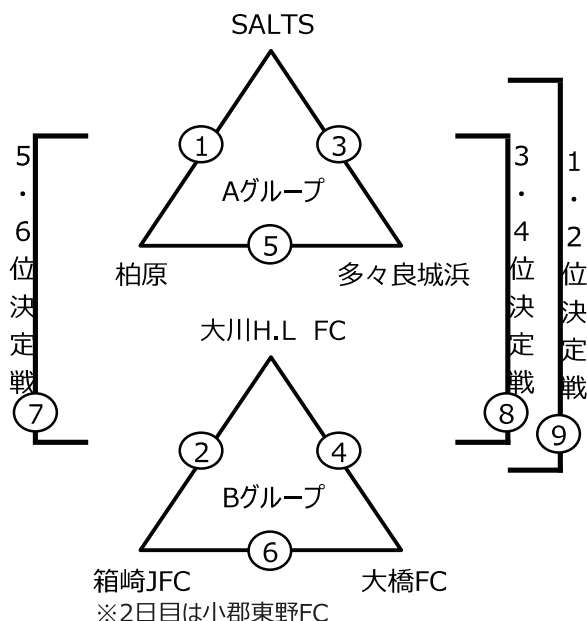 SALTS
①
③
Aグループ
⑤
柏原
多々良城浜
大川H.L FC
②
④
Bグループ
⑥
箱崎JFC
大橋FC
※2日目は小郡東野FC
5・6位決定戦
⑦
3・4位決定戦
⑧
1・2位決定戦
⑨